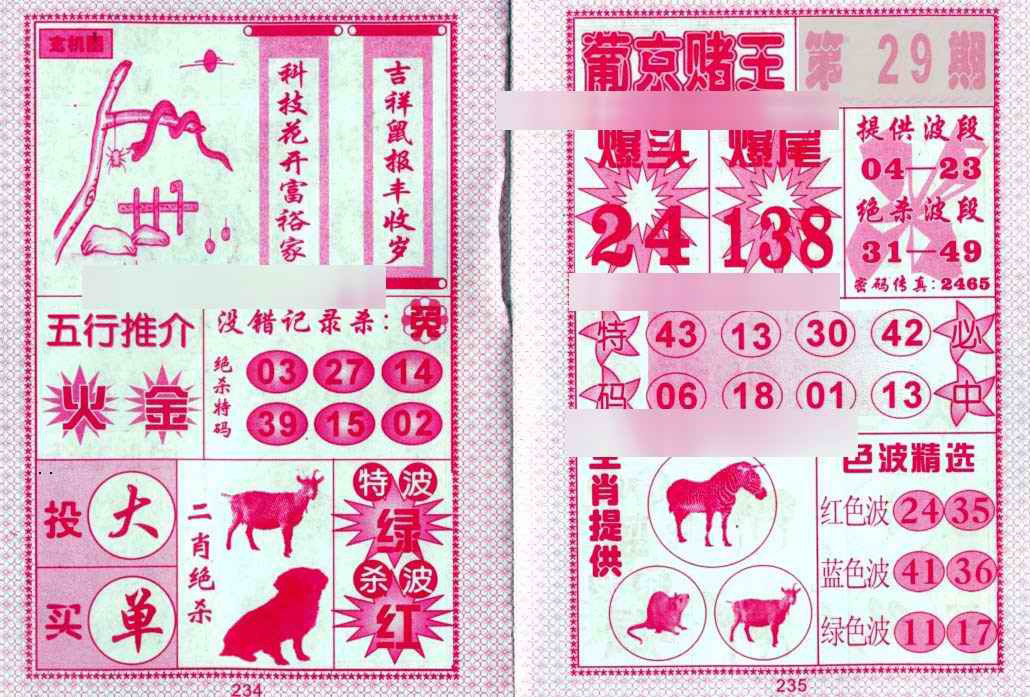 玄机图
科技花开富裕家
吉祥鼠报丰收岁
五行推介
火 金
没错记录杀:
绝杀特码
03 27 14
39 15 02
投 大
买 单
二肖绝杀
特波
绿
杀波
红
234
葡京赌王
第29期
爆头
24
爆尾
138
提供波段
04—23
绝杀波段
31—49
密码传真:2465
特码
43 13 30 42
06 18 01 13
必中
生肖提供
色波精选
红色波 24 35
蓝色波 41 36
绿色波 11 17
235